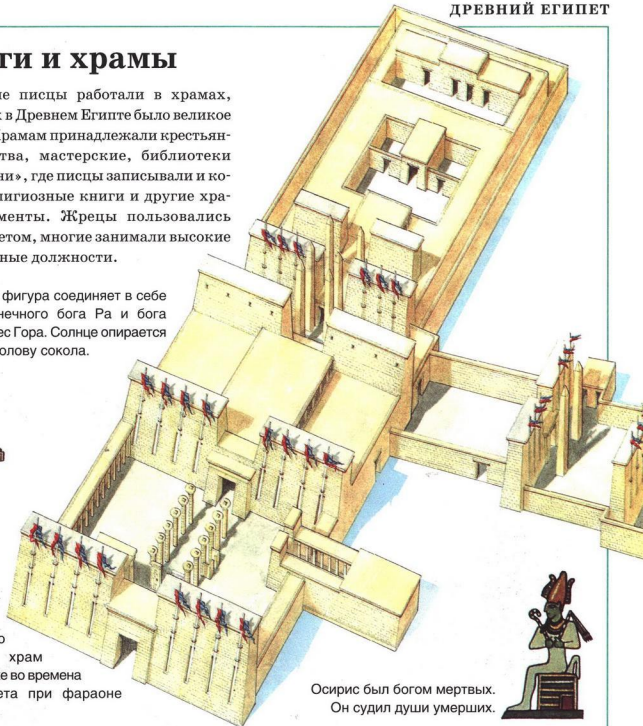 ДРЕВНИЙ ЕГИПЕТ
ги и храмы
е писцы работали в храмах,
х в Древнем Египте было великое
Храмам принадлежали крестьян-
тва, мастерские, библиотеки
ни», где писцы записывали и ко-
лигиозные книги и другие хра-
менты. Жрецы пользовались
етом, многие занимали высокие
ные должности.
фигура соединяет в себе
нечного бога Ра и бога
ес Гора. Солнце опирается
олову сокола.
о
храм
ке во времена
ета при фараоне
Осирис был богом мертвых.
Он судил души умерших.